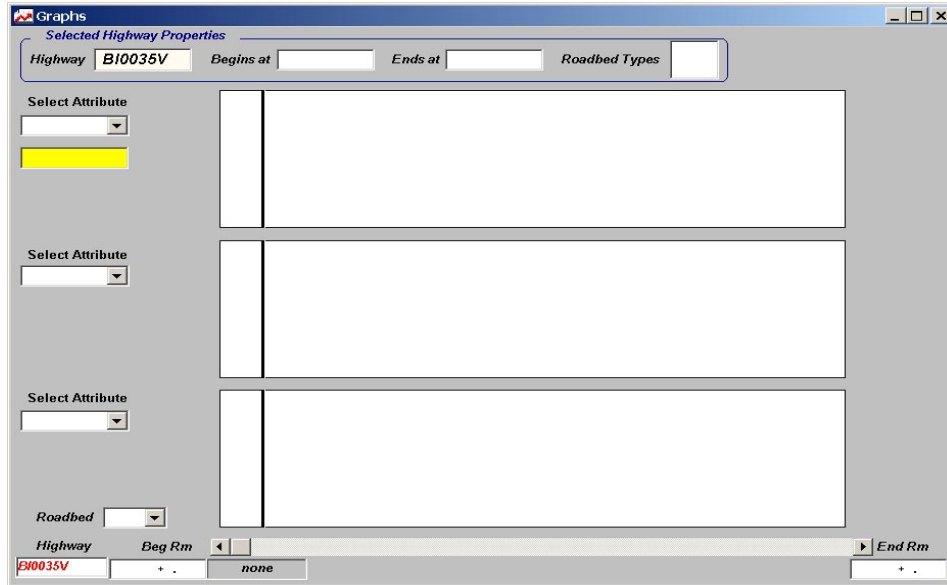 Graphs
Selected Highway Properties
Highway BI0035V Begins at Ends at Roadbed Types
Select Attribute
Select Attribute
Select Attribute
Roadbed
Highway Beg Rm End Rm
BI0035V + . none + .